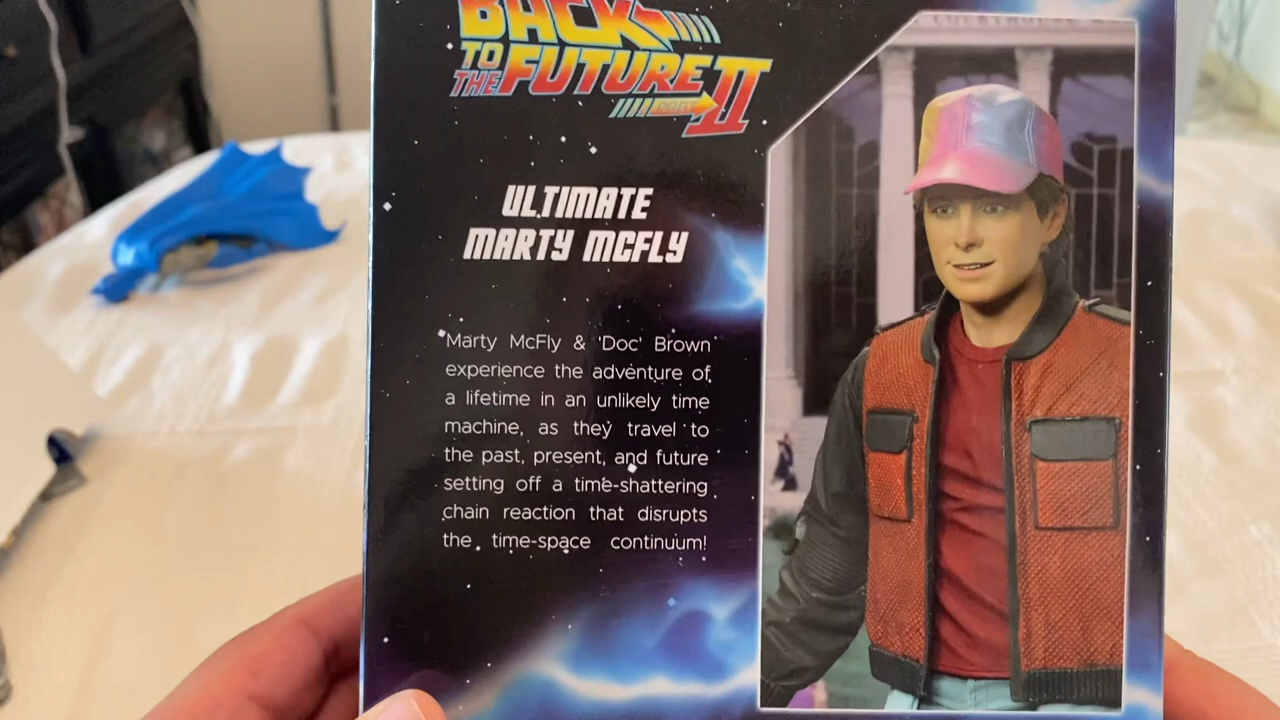 BACK
TO
THE FUTURE II
PART
ULTIMATE
MARTY MCFLY
Marty McFly & 'Doc' Brown
experience the adventure of
a lifetime in an unlikely time
machine, as they travel to
the past, present, and future
setting off a time-shattering
chain reaction that disrupts
the time-space continuum!